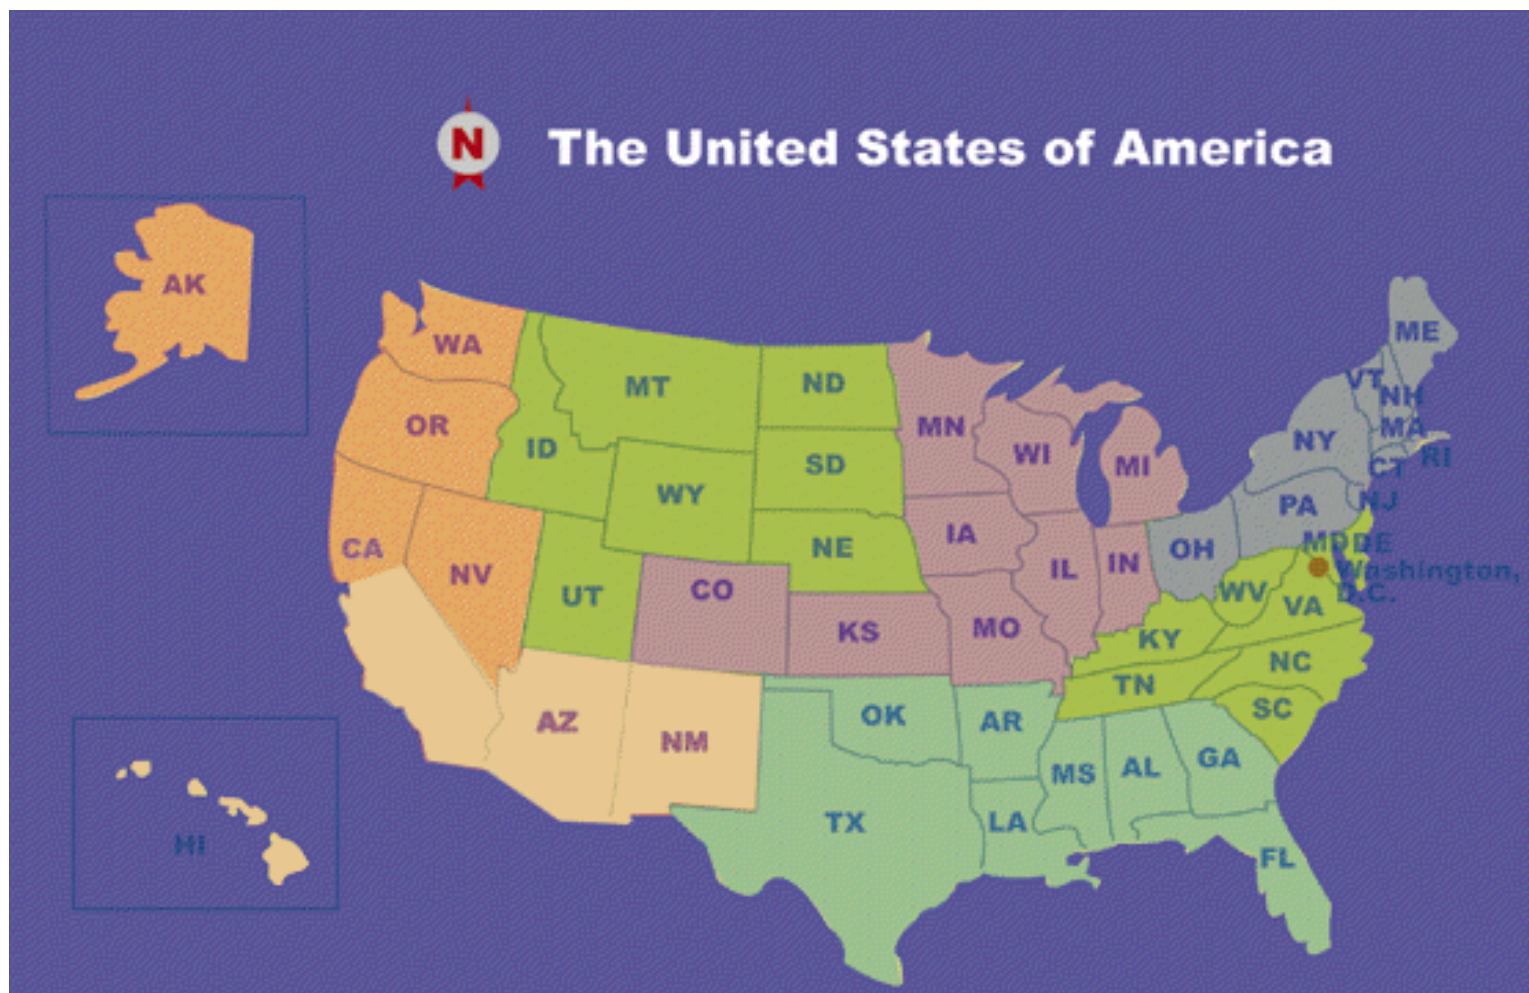 N
The United States of America
AK
ME
WA
VT
NH
MT
ND
OR
MN
MA
NY
ID
WI
RI
SD
MI
CT
WY
PA
NJ
IA
CA
NE
OH
MD
DE
IL
IN
NV
Washington,
D.C.
UT
CO
WV
VA
KS
MO
KY
NC
TN
SC
AZ
OK
AR
NM
GA
MS
AL
TX
LA
HI
FL